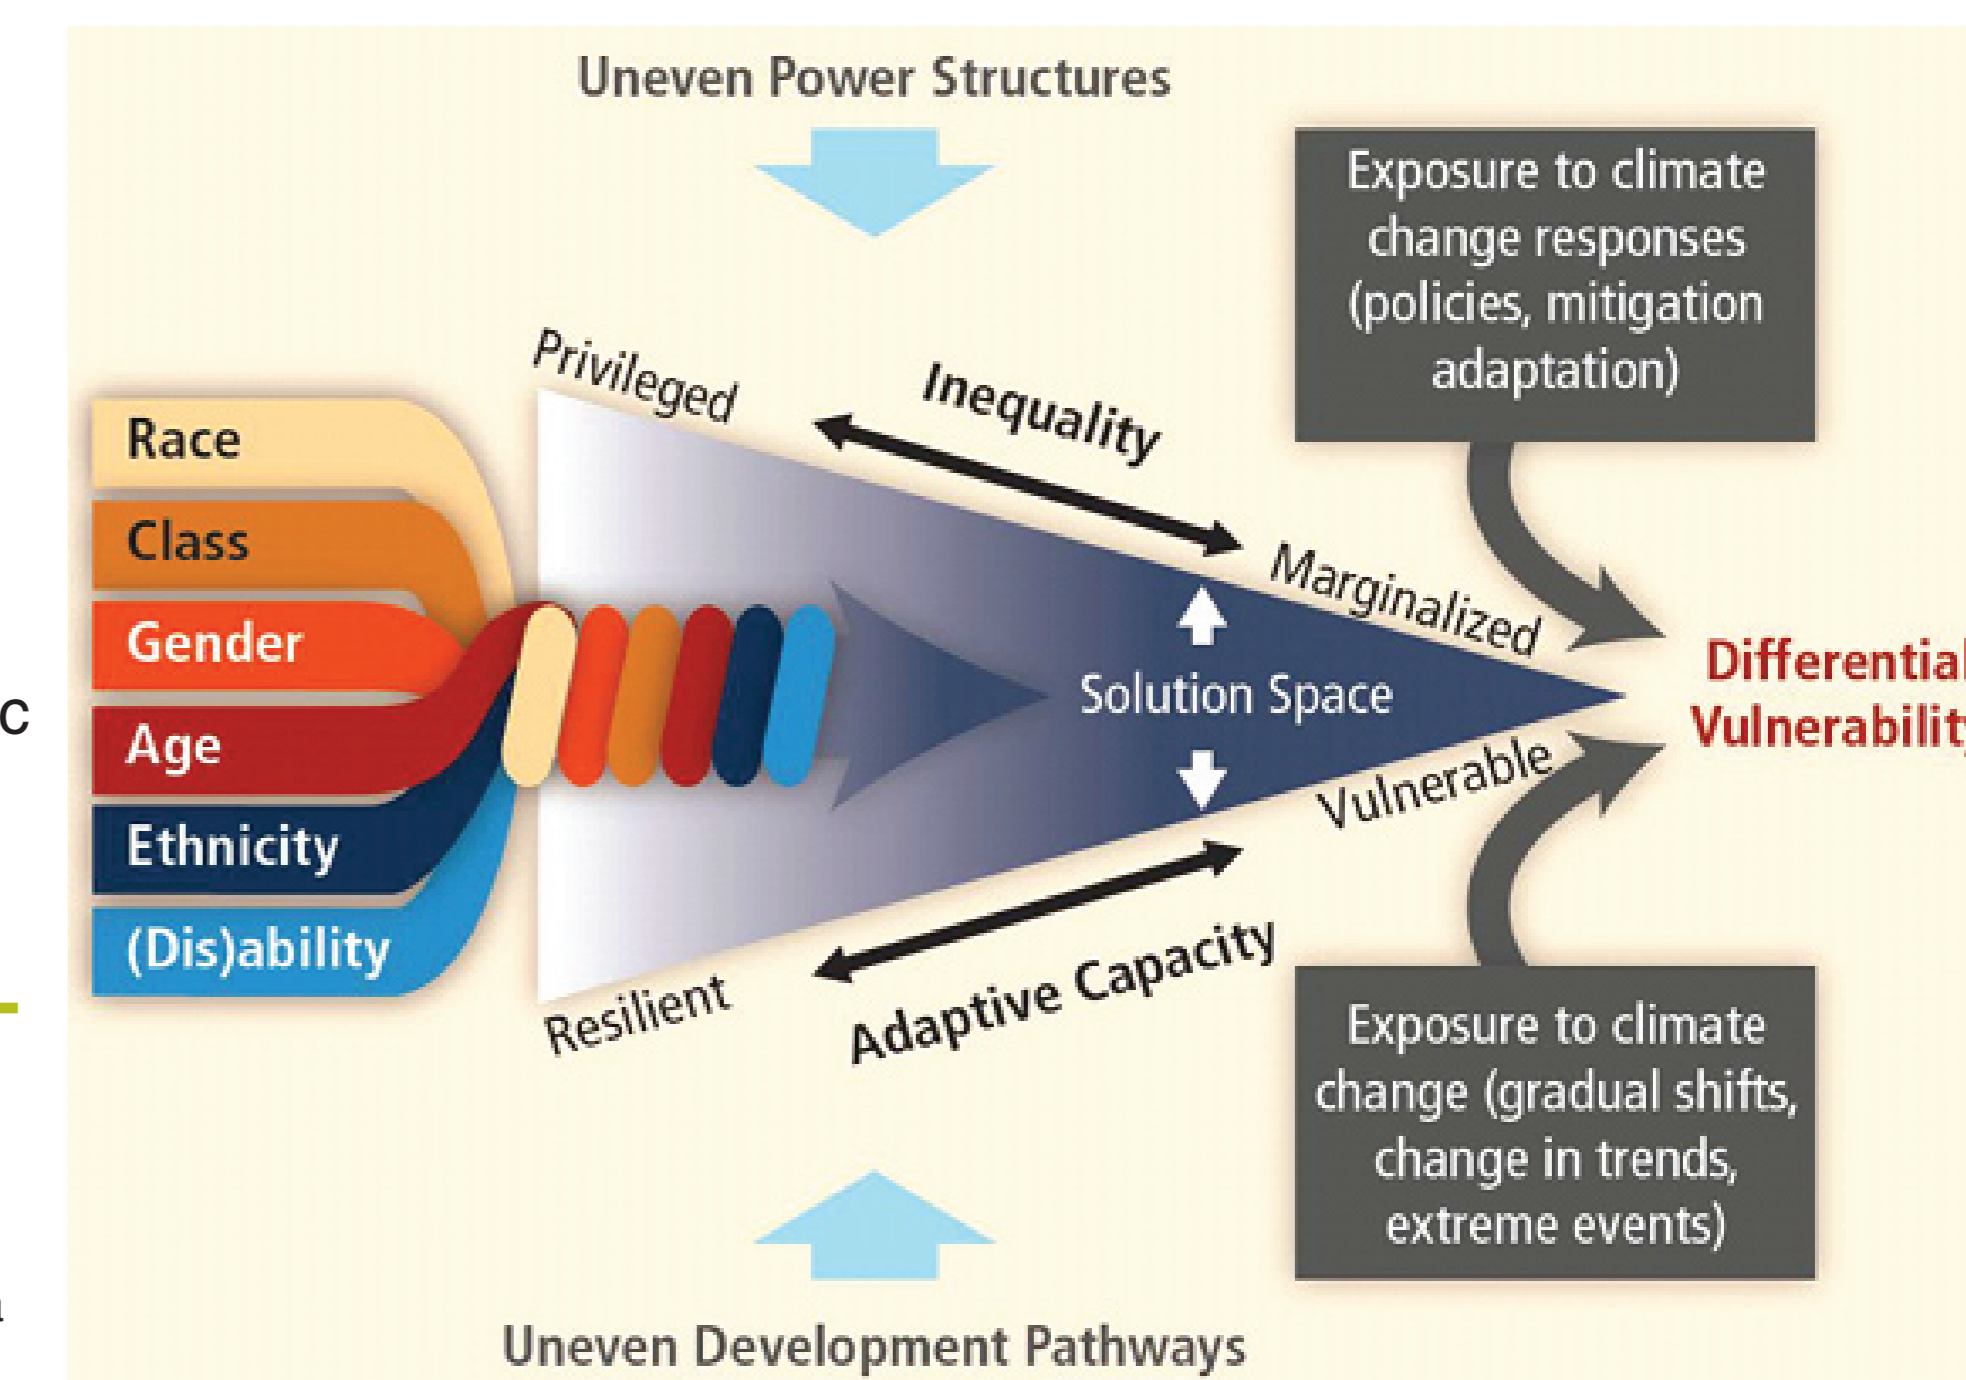 Uneven Power Structures
Exposure to climate
change responses
(policies, mitigation
adaptation)
Privileged
Inequality
Marginalized
Race
Class
Gender
Age
Ethnicity
(Dis)ability
Solution Space
Differential
Vulnerability
Vulnerable
Resilient
Adaptive Capacity
Exposure to climate
change (gradual shifts,
change in trends,
extreme events)
Uneven Development Pathways
c